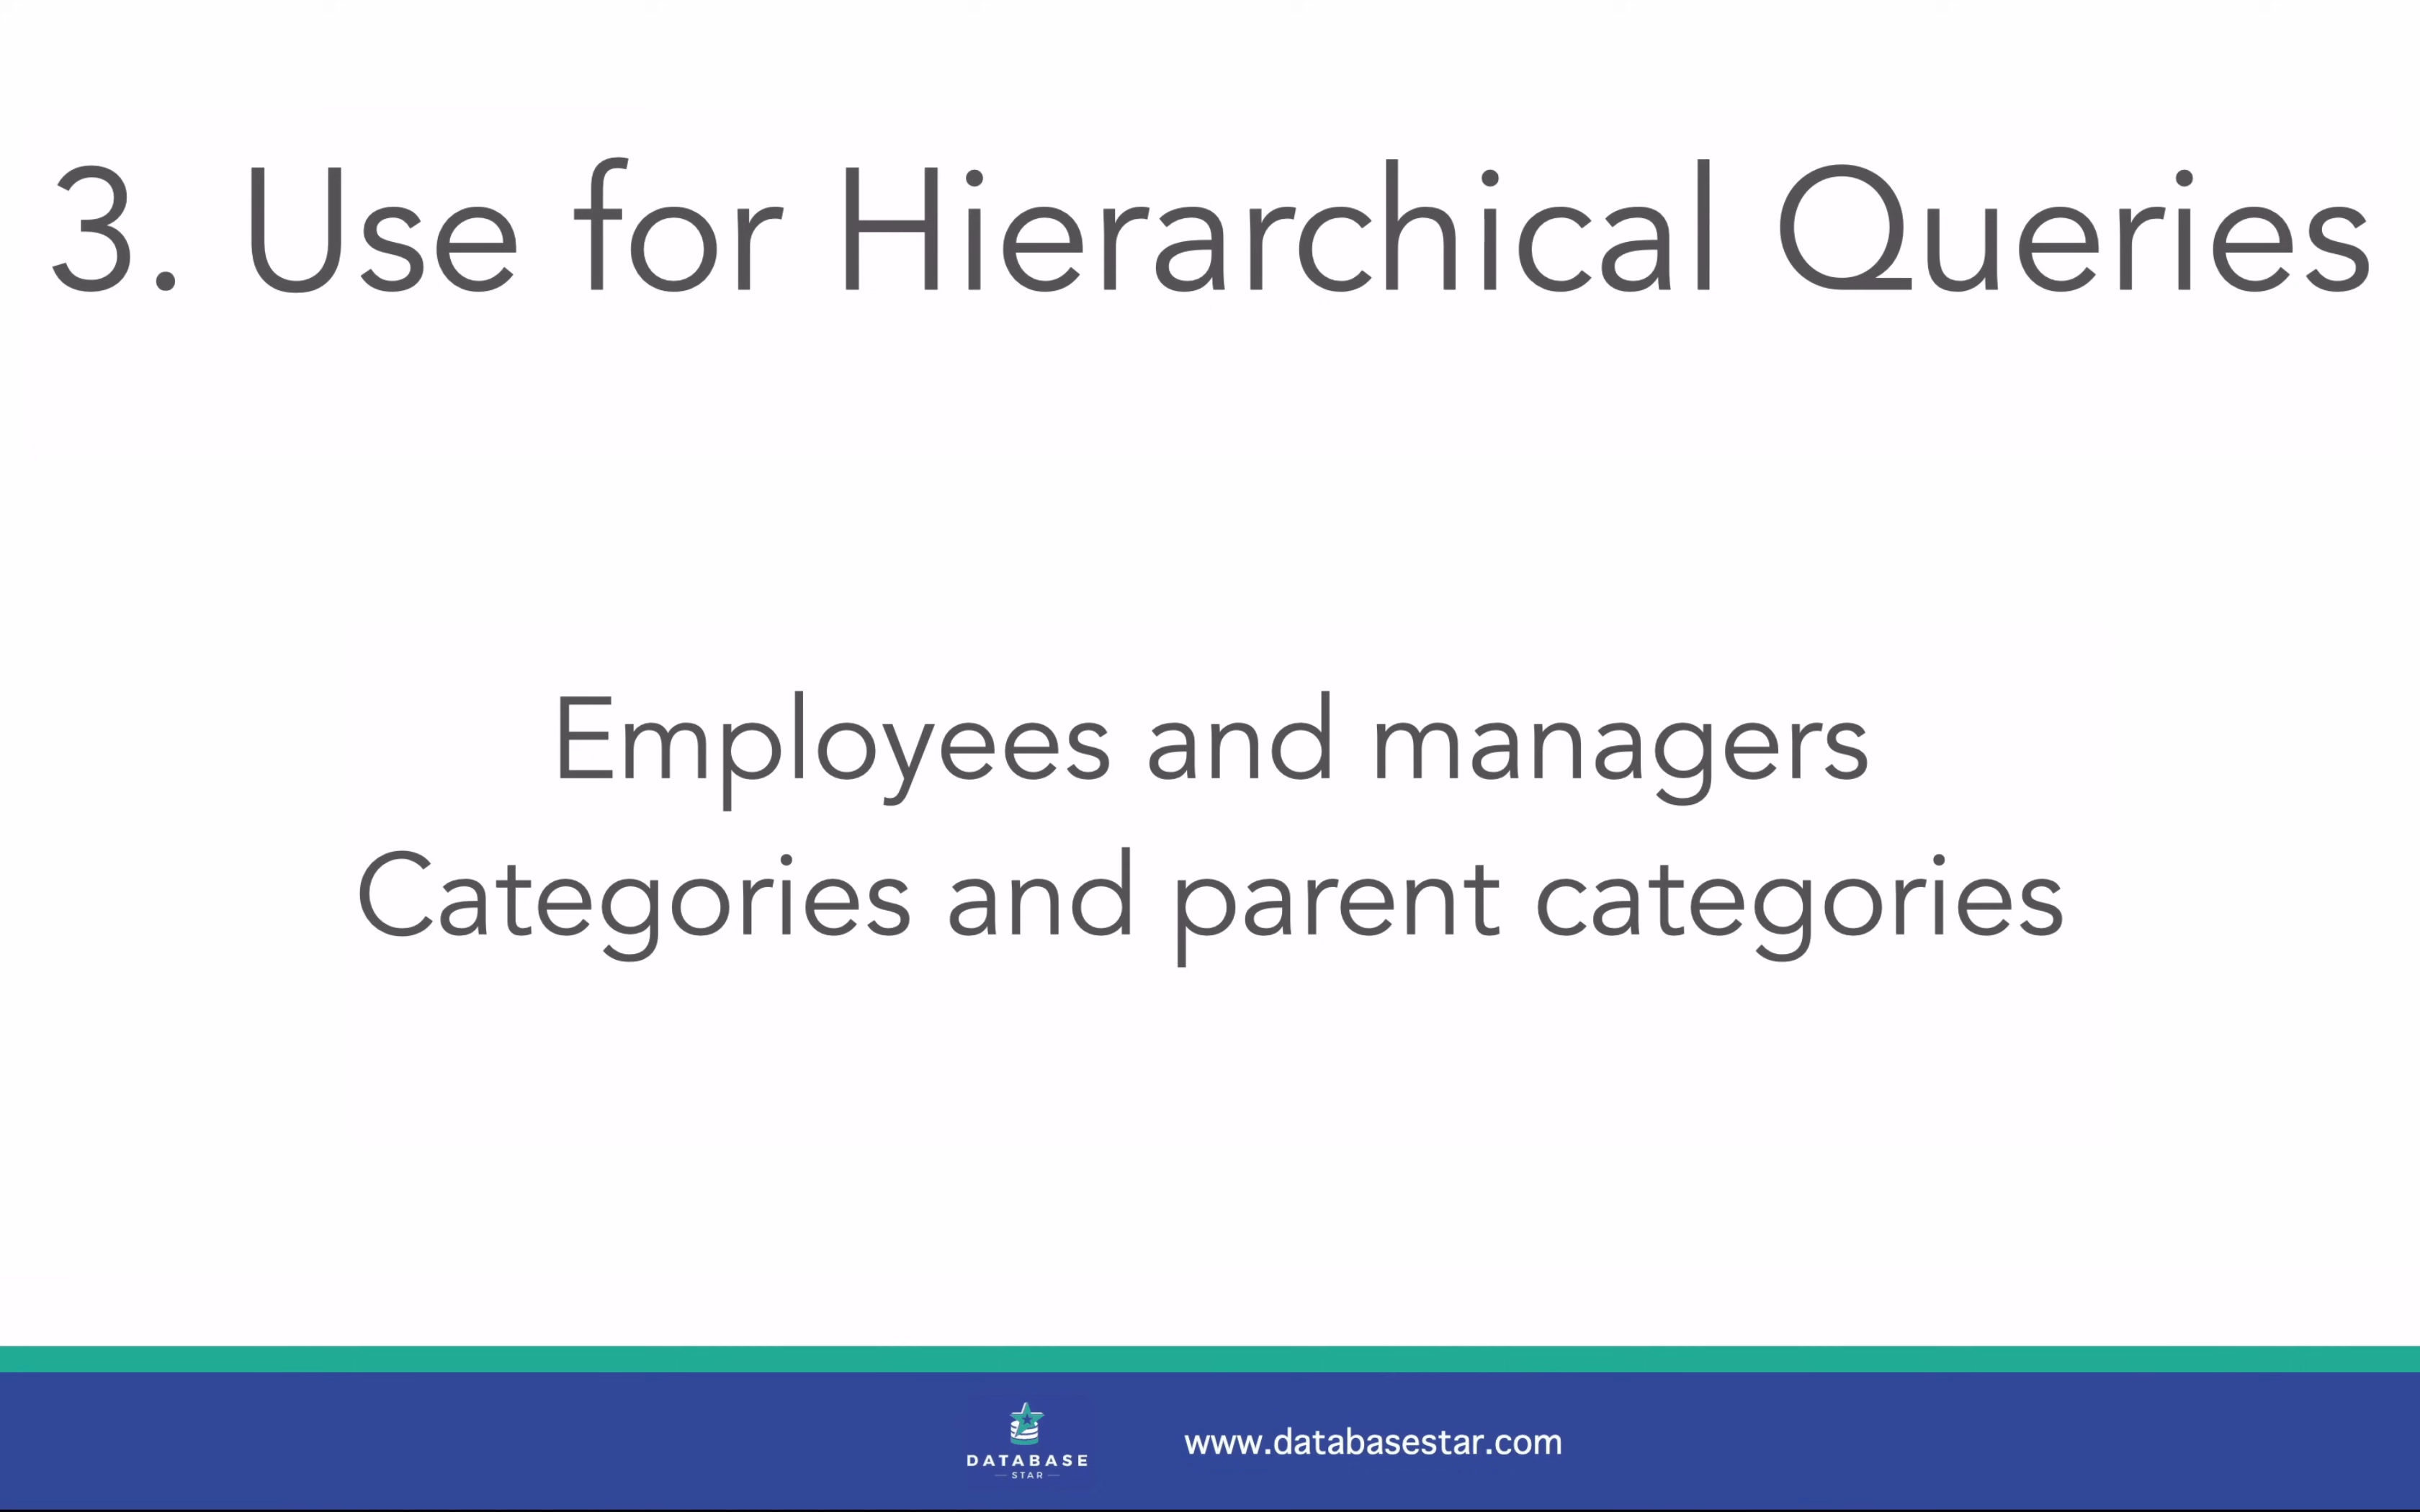 3. Use for Hierarchical Queries
Employees and managers
Categories and parent categories
DATABASE
STAR
www.databasestar.com